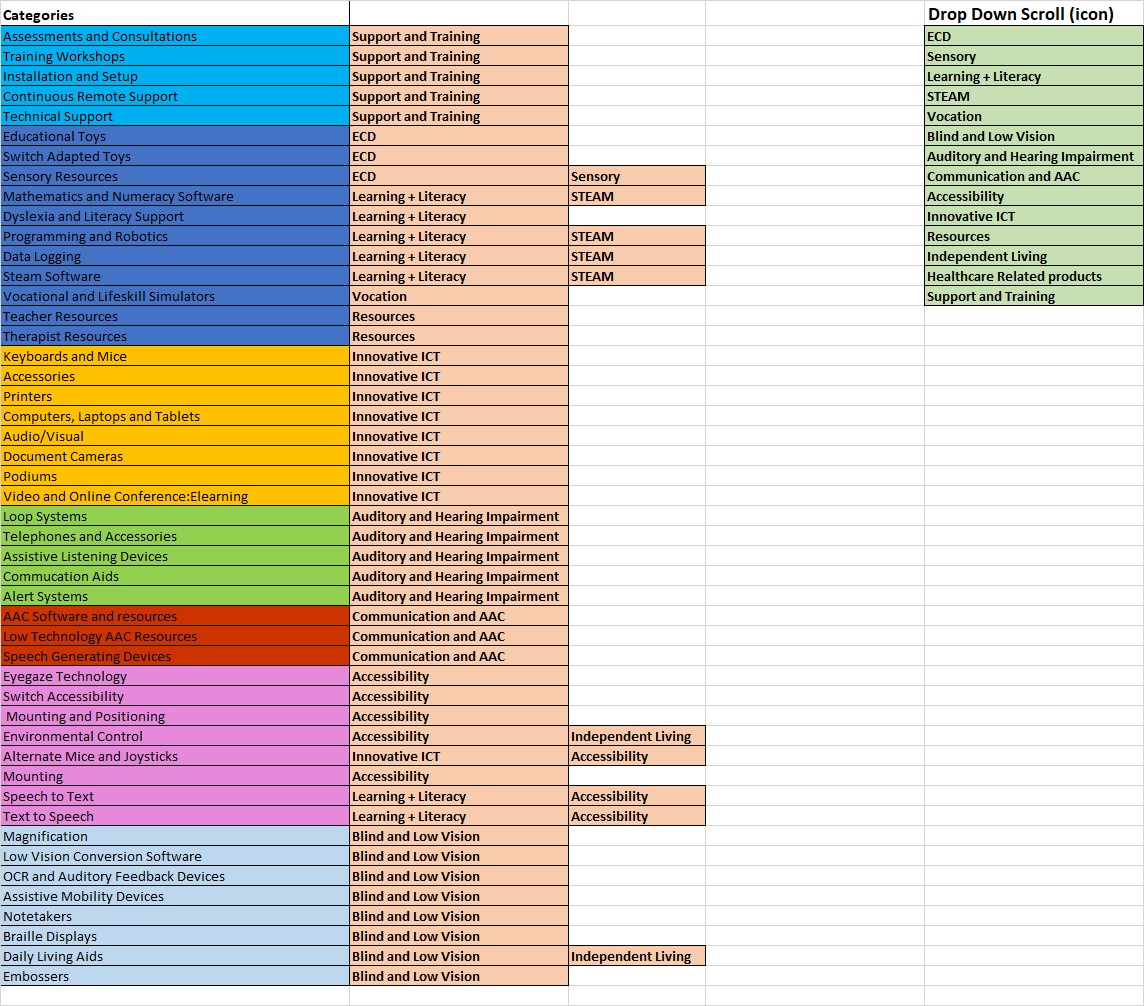 Categories Drop Down Scroll (icon)
Assessments and Consultations Support and Training ECD
Training Workshops Support and Training Sensory
Installation and Setup Support and Training Learning + Literacy
Continuous Remote Support Support and Training STEAM
Technical Support Support and Training Vocation
Educational Toys ECD Blind and Low Vision
Switch Adapted Toys ECD Auditory and Hearing Impairment
Sensory Resources ECD Sensory Communication and AAC
Mathematics and Numeracy Software Learning + Literacy STEAM Accessibility
Dyslexia and Literacy Support Learning + Literacy Innovative ICT
Programming and Robotics Learning + Literacy STEAM Resources
Data Logging Learning + Literacy STEAM Independent Living
Steam Software Learning + Literacy STEAM Healthcare Related products
Vocational and Lifeskill Simulators Vocation Support and Training
Teacher Resources Resources
Therapist Resources Resources
Keyboards and Mice Innovative ICT
Accessories Innovative ICT
Printers Innovative ICT
Computers, Laptops and Tablets Innovative ICT
Audio/Visual Innovative ICT
Document Cameras Innovative ICT
Podiums Innovative ICT
Video and Online Conference:Elearning Innovative ICT
Loop Systems Auditory and Hearing Impairment
Telephones and Accessories Auditory and Hearing Impairment
Assistive Listening Devices Auditory and Hearing Impairment
Commucation Aids Auditory and Hearing Impairment
Alert Systems Auditory and Hearing Impairment
AAC Software and resources Communication and AAC
Low Technology AAC Resources Communication and AAC
Speech Generating Devices Communication and AAC
Eyegaze Technology Accessibility
Switch Accessibility Accessibility
Mounting and Positioning Accessibility
Environmental Control Accessibility Independent Living
Alternate Mice and Joysticks Innovative ICT Accessibility
Mounting Accessibility
Speech to Text Learning + Literacy Accessibility
Text to Speech Learning + Literacy Accessibility
Magnification Blind and Low Vision
Low Vision Conversion Software Blind and Low Vision
OCR and Auditory Feedback Devices Blind and Low Vision
Assistive Mobility Devices Blind and Low Vision
Notetakers Blind and Low Vision
Braille Displays Blind and Low Vision
Daily Living Aids Blind and Low Vision Independent Living
Embossers Blind and Low Vision